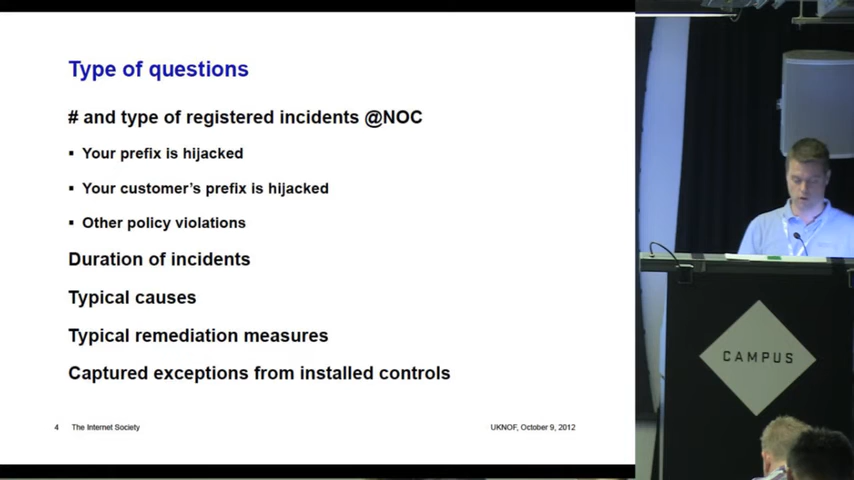 Type of questions
# and type of registered incidents @NOC
▪ Your prefix is hijacked
▪ Your customer's prefix is hijacked
▪ Other policy violations
Duration of incidents
Typical causes
Typical remediation measures
Captured exceptions from installed controls
4 The Internet Society UKNOF, October 9, 2012
CAMPUS